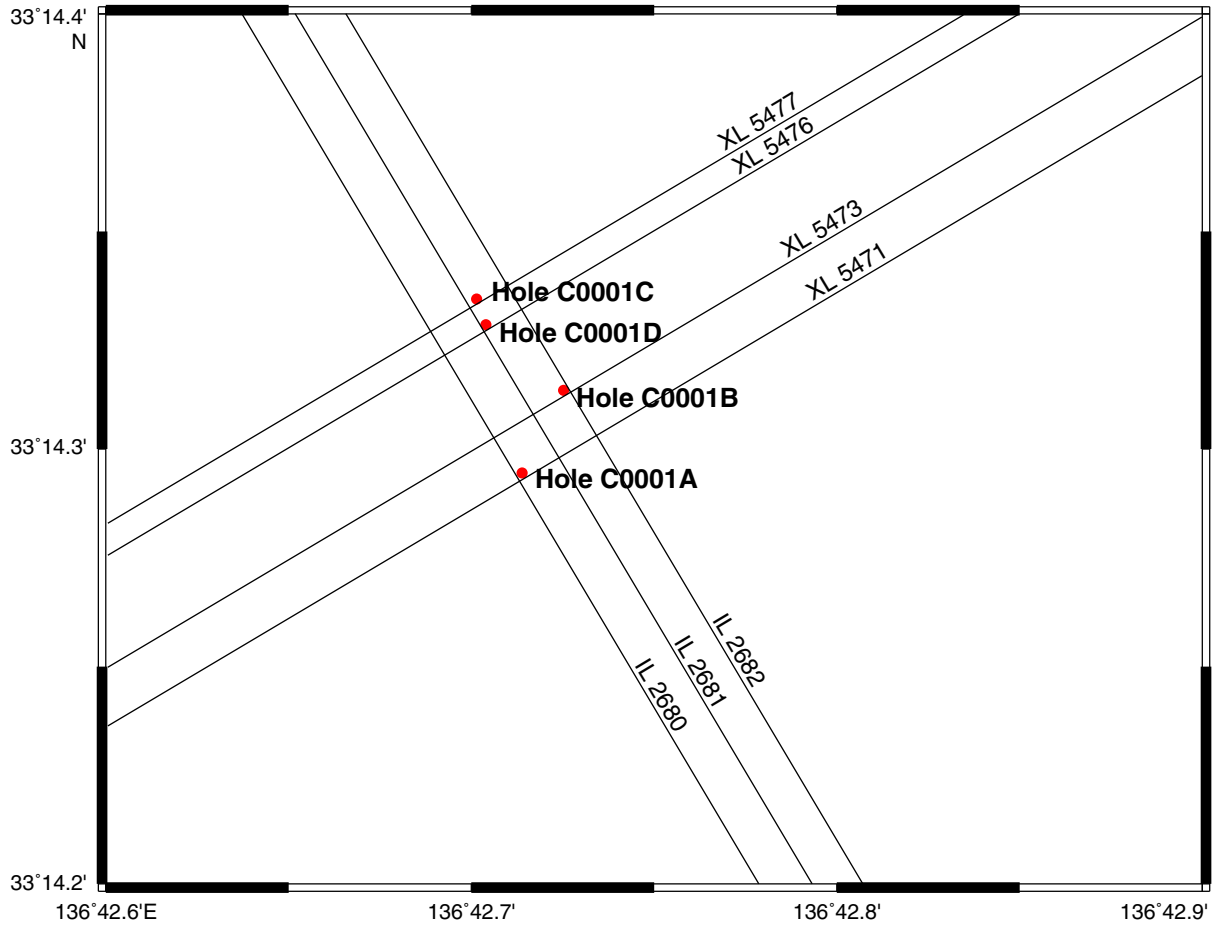 33˚14.4'
N
XL 5477
XL 5476
XL 5473
XL 5471
Hole C0001C
Hole C0001D
Hole C0001B
33˚14.3'
Hole C0001A
IL 2682
IL 2681
IL 2680
33˚14.2'
136˚42.6'E
136˚42.7'
136˚42.8'
136˚42.9'